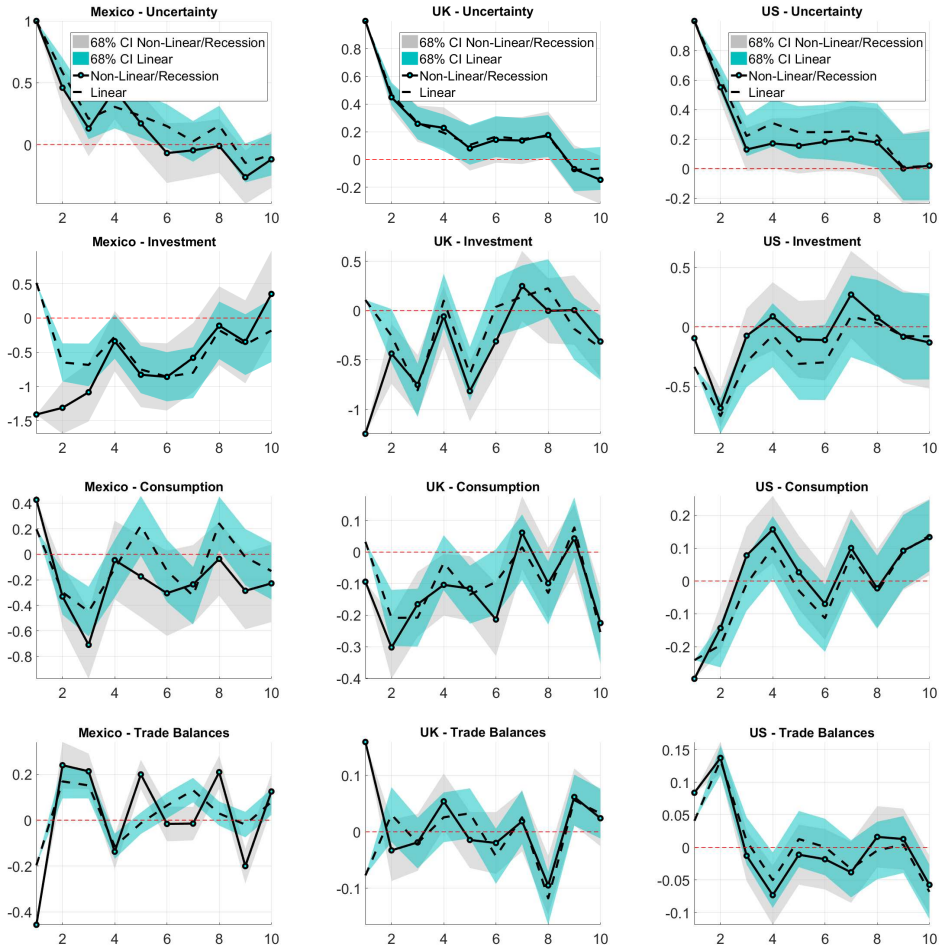 Mexico - Uncertainty
1
0.5
0
2 4 6 8 10
68% CI Non-Linear/Recession
68% CI Linear
Non-Linear/Recession
Linear
UK - Uncertainty
1
0.8
0.6
0.4
0.2
0
-0.2
2 4 6 8 10
68% CI Non-Linear/Recession
68% CI Linear
Non-Linear/Recession
Linear
US - Uncertainty
1
0.8
0.6
0.4
0.2
0
-0.2
2 4 6 8 10
68% CI Non-Linear/Recession
68% CI Linear
Non-Linear/Recession
Linear
Mexico - Investment
0.5
0
-0.5
-1
-1.5
2 4 6 8 10
UK - Investment
0.5
0
-0.5
-1
2 4 6 8 10
US - Investment
0.5
0
-0.5
2 4 6 8 10
Mexico - Consumption
0.4
0.2
0
-0.2
-0.4
-0.6
-0.8
2 4 6 8 10
UK - Consumption
0.1
0
-0.1
-0.2
-0.3
-0.4
2 4 6 8 10
US - Consumption
0.2
0.1
0
-0.1
-0.2
2 4 6 8 10
Mexico - Trade Balances
0.2
0
-0.2
-0.4
2 4 6 8 10
UK - Trade Balances
0.1
0
-0.1
2 4 6 8 10
US - Trade Balances
0.15
0.1
0.05
0
-0.05
-0.1
2 4 6 8 10